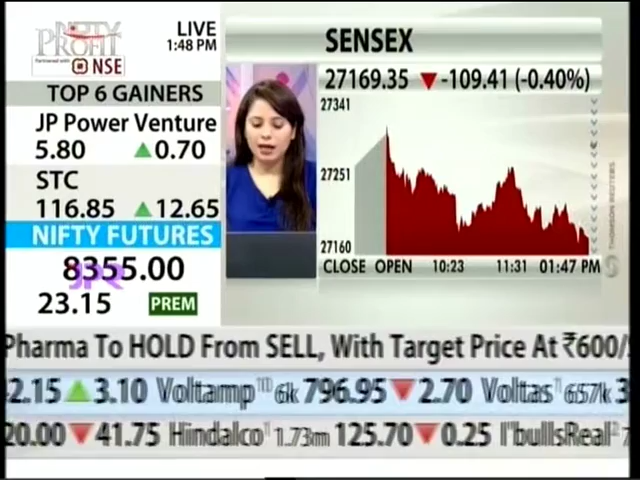 NDTV
PROFIT
Partnered with NSE
LIVE
1:48 PM
TOP 6 GAINERS
JP Power Venture
5.80 ▲0.70
STC
116.85 ▲12.65
NIFTY FUTURES
8355.00
23.15 PREM
SENSEX
27169.35 ▼ -109.41 (-0.40%)
27341
27251
27160
CLOSE OPEN 10:23 11:31 01:47 PM
THOMSON REUTERS
Pharma To HOLD From SELL, With Target Price At ₹600/
2.15 ▲ 3.10 Voltamp 6k 796.95 ▼ 2.70 Voltas 657k 3
20.00 ▼ 41.75 Hindalco 1.73m 125.70 ▼ 0.25 I'bullsReal